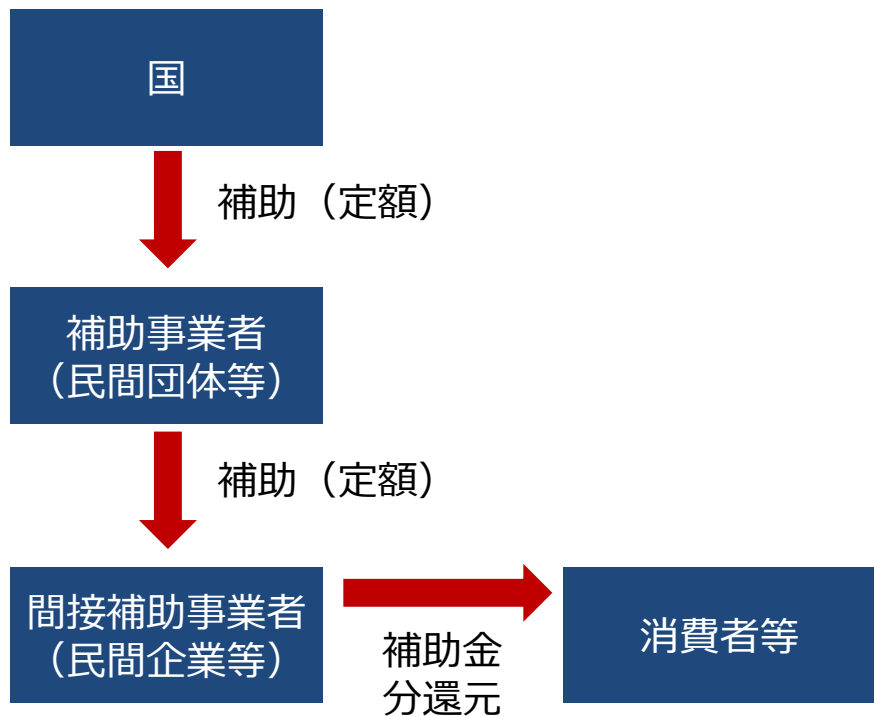 国
補助（定額）
補助事業者
（民間団体等）
補助（定額）
間接補助事業者
（民間企業等）
補助金
分還元
消費者等